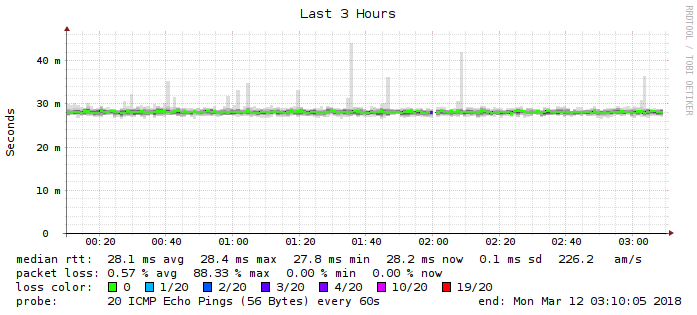 Last 3 Hours
RRDTOOL / TOBI OETIKER
Seconds
40 m
30 m
20 m
10 m
0
00:20 00:40 01:00 01:20 01:40 02:00 02:20 02:40 03:00
median rtt: 28.1 ms avg 28.4 ms max 27.8 ms min 28.2 ms now 0.1 ms sd 226.2 am/s
packet loss: 0.57 % avg 88.33 % max 0.00 % min 0.00 % now
loss color: 0 1/20 2/20 3/20 4/20 10/20 19/20
probe: 20 ICMP Echo Pings (56 Bytes) every 60s end: Mon Mar 12 03:10:05 2018